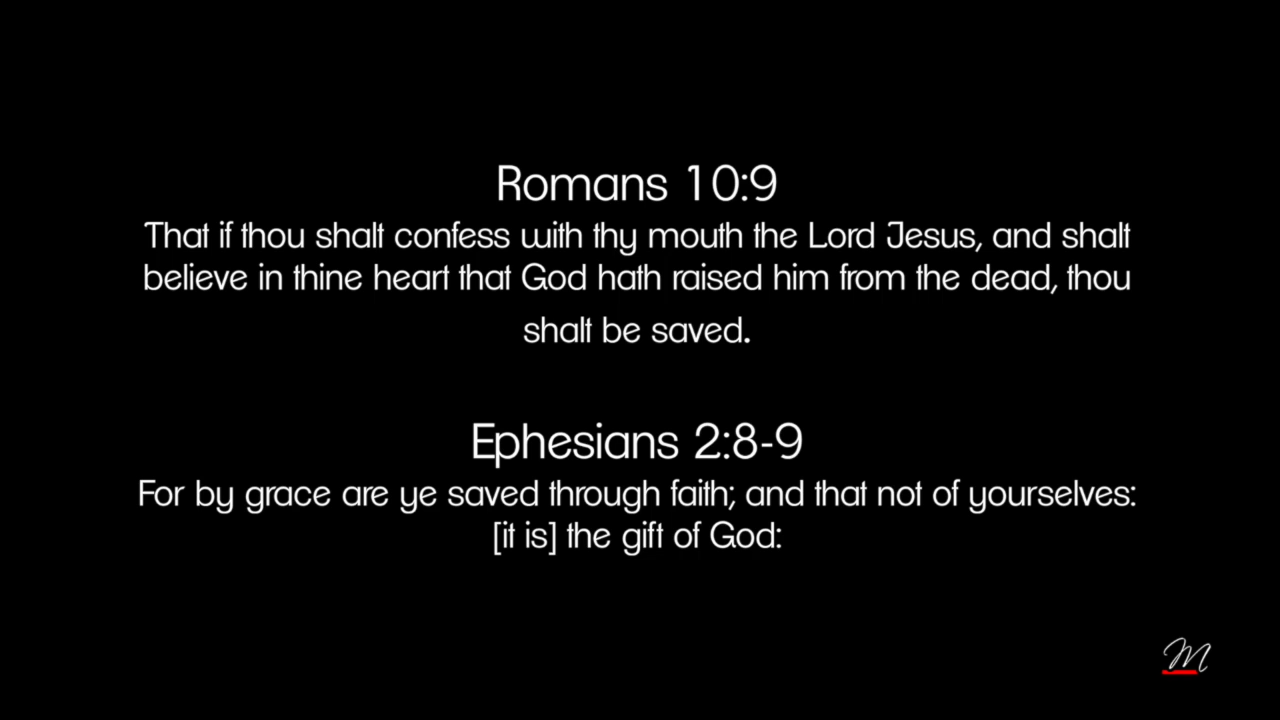 Romans 10:9
That if thou shalt confess with thy mouth the Lord Jesus, and shalt
believe in thine heart that God hath raised him from the dead, thou
shalt be saved.
Ephesians 2:8-9
For by grace are ye saved through faith; and that not of yourselves:
[it is] the gift of God:
M